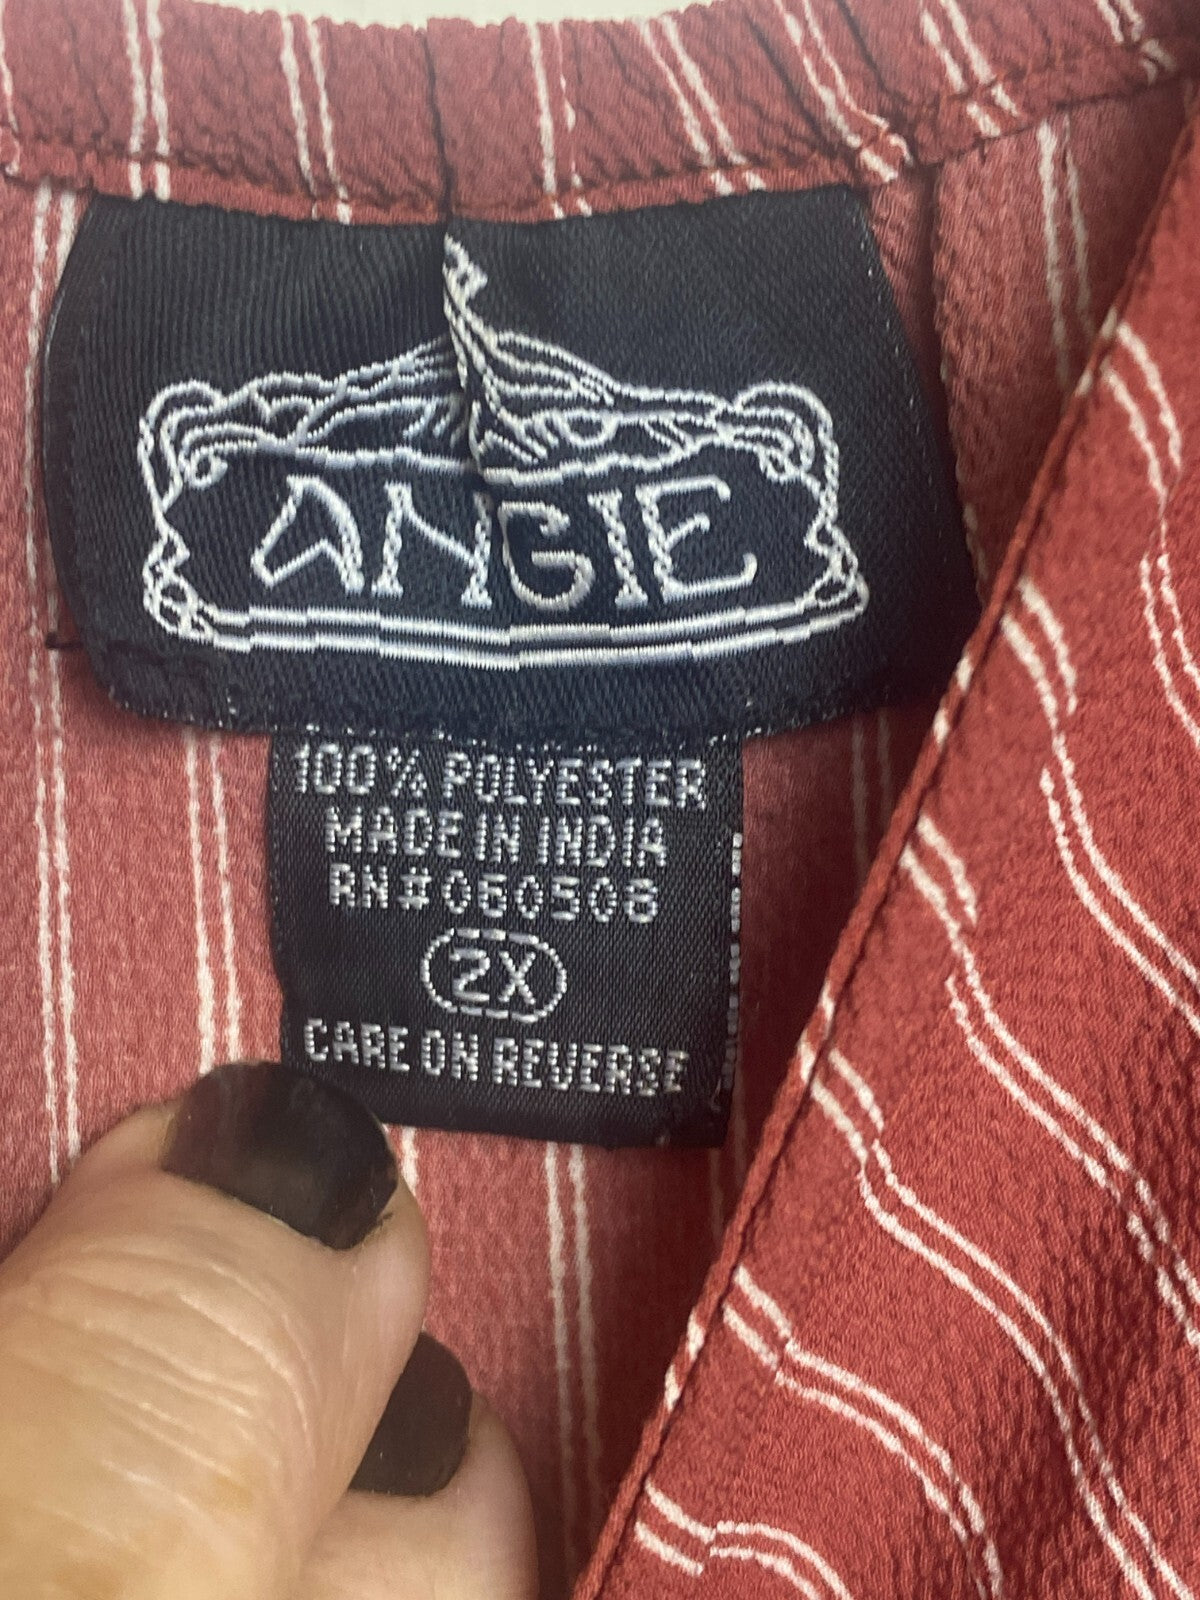 ANGIE
100% POLYESTER
MADE IN INDIA
RN#060508
2X
CARE ON REVERSE